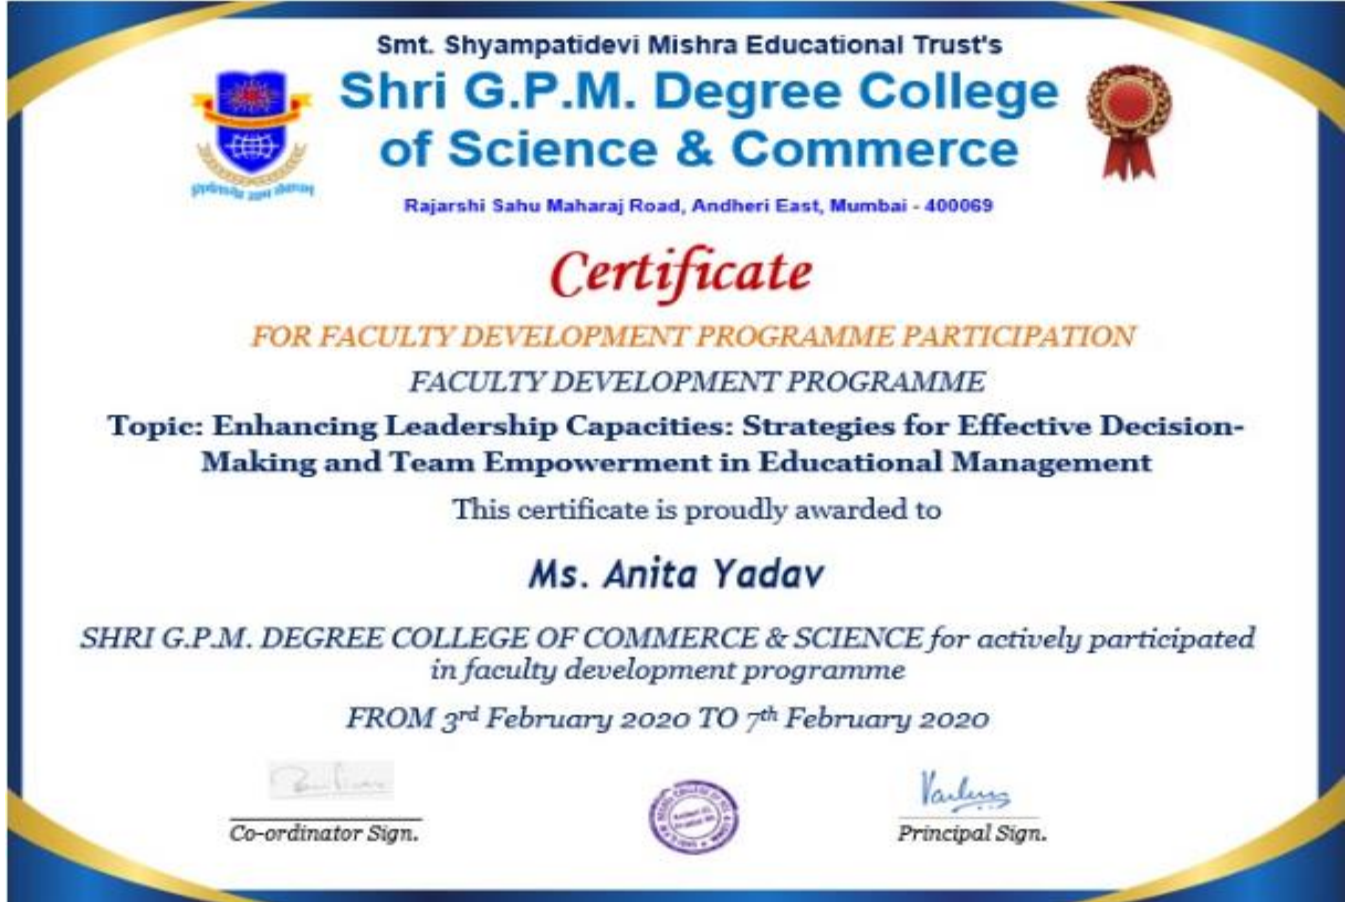 Smt. Shyampatidevi Mishra Educational Trust's
Shri G.P.M. Degree College
of Science & Commerce
Rajarshi Sahu Maharaj Road, Andheri East, Mumbai - 400069
Certificate
FOR FACULTY DEVELOPMENT PROGRAMME PARTICIPATION
FACULTY DEVELOPMENT PROGRAMME
Topic: Enhancing Leadership Capacities: Strategies for Effective Decision-
Making and Team Empowerment in Educational Management
This certificate is proudly awarded to
Ms. Anita Yadav
SHRI G.P.M. DEGREE COLLEGE OF COMMERCE & SCIENCE for actively participated
in faculty development programme
FROM 3rd February 2020 TO 7th February 2020
Co-ordinator Sign.
Principal Sign.